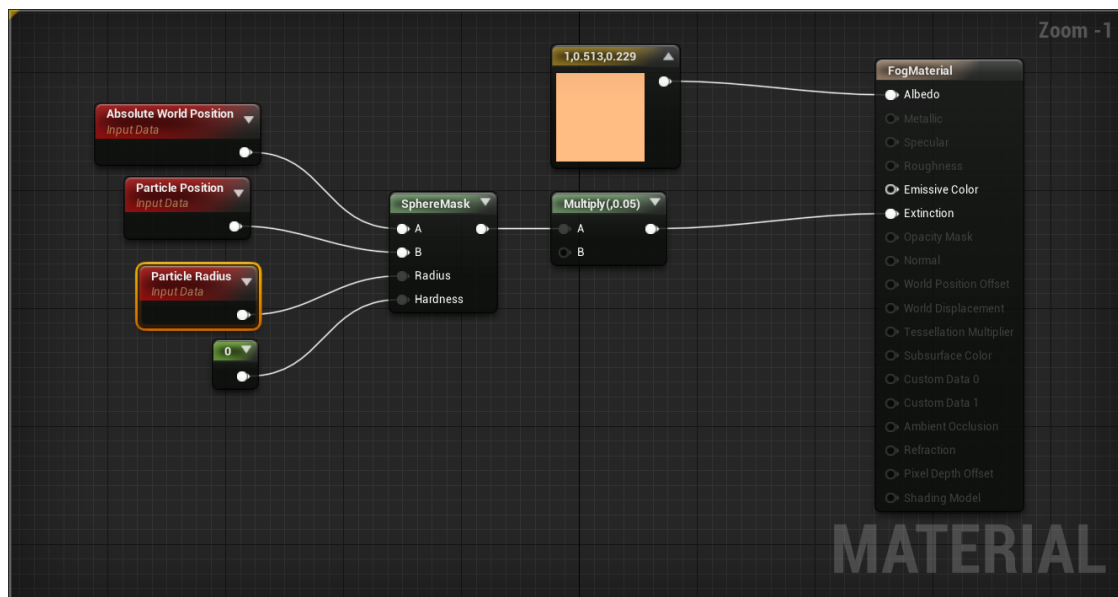 Zoom -1
1,0.513,0.229
FogMaterial
Albedo
Metallic
Specular
Roughness
Emissive Color
Extinction
Opacity Mask
Normal
World Position Offset
World Displacement
Tessellation Multiplier
Subsurface Color
Custom Data 0
Custom Data 1
Ambient Occlusion
Refraction
Pixel Depth Offset
Shading Model
Absolute World Position
Input Data
Particle Position
Input Data
Particle Radius
Input Data
0
SphereMask
A
B
Radius
Hardness
Multiply(,0.05)
A
B
MATERIAL